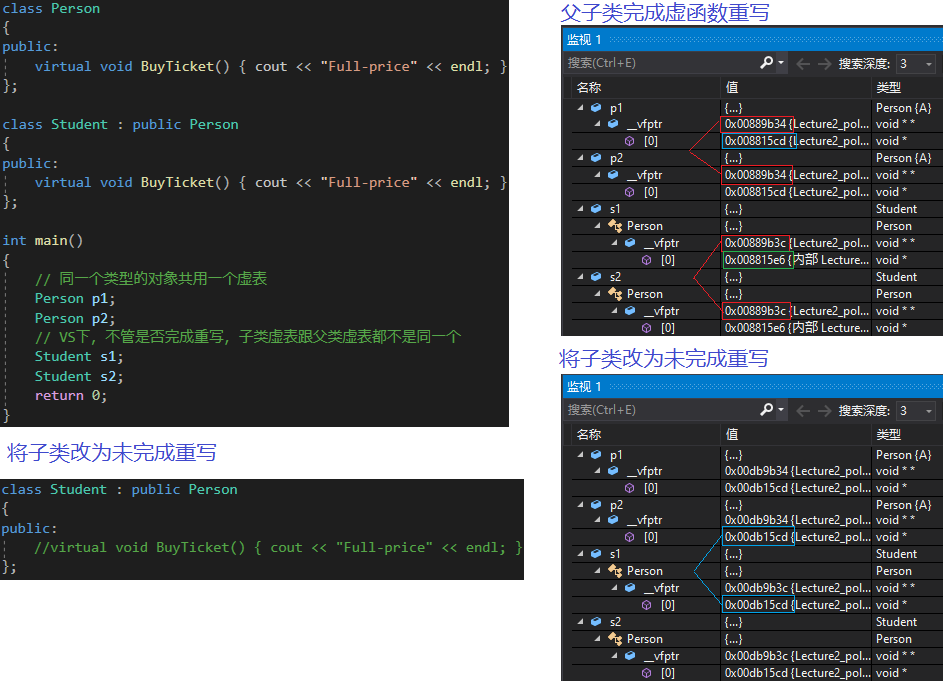 class Person
{
public:
virtual void BuyTicket() { cout << "Full-price" << endl; }
};
class Student : public Person
{
public:
virtual void BuyTicket() { cout << "Full-price" << endl; }
};
int main()
{
// 同一个类型的对象共用一个虚表
Person p1;
Person p2;
// VS下，不管是否完成重写，子类虚表跟父类虚表都不是同一个
Student s1;
Student s2;
return 0;
}
将子类改为未完成重写
class Student : public Person
{
public:
//virtual void BuyTicket() { cout << "Full-price" << endl; }
};
父子类完成虚函数重写
监视 1
搜索(Ctrl+E) 搜索深度: 3
名称 值 类型
p1 {...} Person {A}
__vfptr 0x00889b34 {Lecture2_pol... void * *
[0] 0x008815cd {Lecture2_pol... void *
p2 {...} Person {A}
__vfptr 0x00889b34 {Lecture2_pol... void * *
[0] 0x008815cd {Lecture2_pol... void *
s1 {...} Student
Person {...} Person
__vfptr 0x00889b3c {Lecture2_pol... void * *
[0] 0x008815e6 {内部 Lecture... void *
s2 {...} Student
Person {...} Person
__vfptr 0x00889b3c {Lecture2_pol... void * *
[0] 0x008815e6 {内部 Lecture... void *
将子类改为未完成重写
监视 1
搜索(Ctrl+E) 搜索深度: 3
名称 值 类型
p1 {...} Person {A}
__vfptr 0x00db9b34 {Lecture2_pol... void * *
[0] 0x00db15cd {Lecture2_pol... void *
p2 {...} Person {A}
__vfptr 0x00db9b34 {Lecture2_pol... void * *
[0] 0x00db15cd {Lecture2_pol... void *
s1 {...} Student
Person {...} Person
__vfptr 0x00db9b3c {Lecture2_pol... void * *
[0] 0x00db15cd {Lecture2_pol... void *
s2 {...} Student
Person {...} Person
__vfptr 0x00db9b3c {Lecture2_pol... void * *
[0] 0x00db15cd {Lecture2_pol... void *